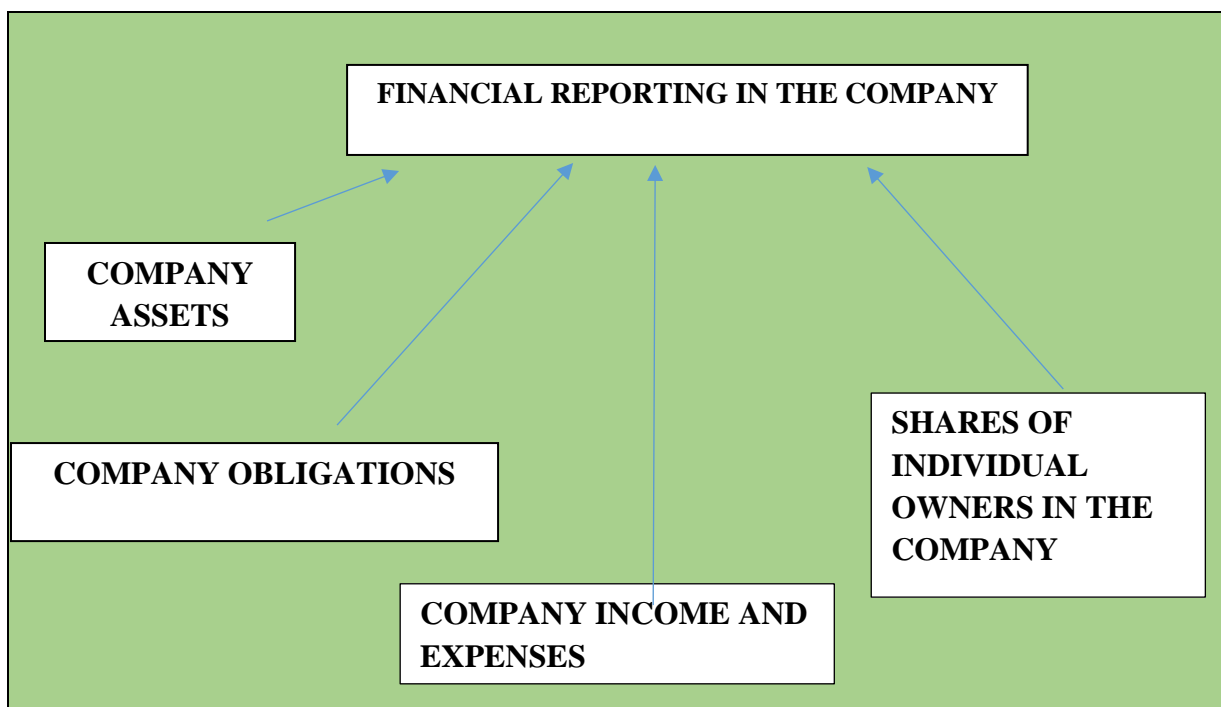 FINANCIAL REPORTING IN THE COMPANY
COMPANY
ASSETS
COMPANY OBLIGATIONS
SHARES OF
INDIVIDUAL
OWNERS IN THE
COMPANY
COMPANY INCOME AND
EXPENSES